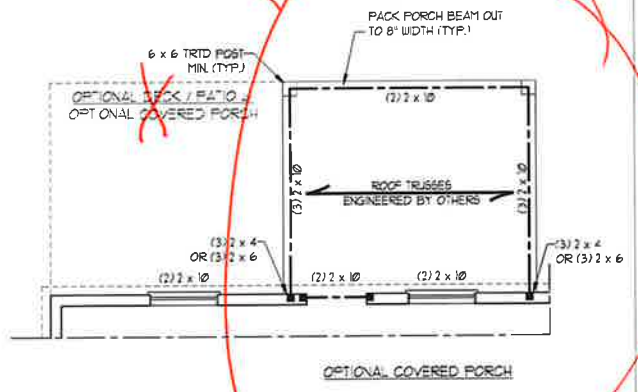 PACK PORCH BEAM OUT
TO 8" WIDTH (TYP.)
6 x 6 TRTD POST
MIN. (TYP.)
OPTIONAL DECK / PATIO
OPTIONAL COVERED PORCH
(2) 2 x 10
(3) 2 x 10
ROOF TRUSSES
ENGINEERED BY OTHERS
(3) 2 x 10
(3) 2 x 4
OR (3) 2 x 6
(3) 2 x 4
OR (3) 2 x 6
(2) 2 x 10
(2) 2 x 10
(2) 2 x 10
OPTIONAL COVERED PORCH